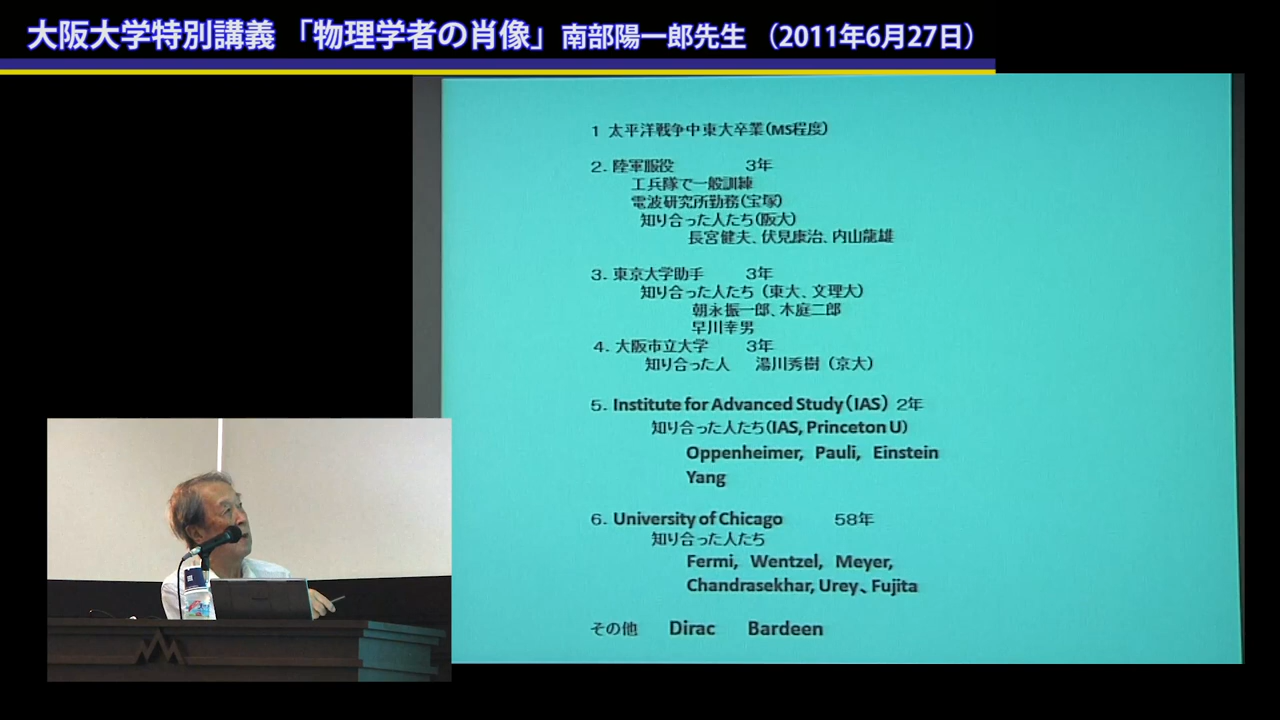 大阪大学特別講義 「物理学者の肖像」 南部陽一郎先生 (2011年6月27日)
1 太平洋戦争中東大卒業(MS程度)
2. 陸軍服役 3年
工兵隊で一般訓練
電波研究所勤務(宝塚)
知り合った人たち(阪大)
長宮健夫、伏見康治、内山龍雄
3. 東京大学助手 3年
知り合った人たち (東大、文理大)
朝永振一郎、木庭二郎
早川幸男
4. 大阪市立大学 3年
知り合った人 湯川秀樹 (京大)
5. Institute for Advanced Study(IAS) 2年
知り合った人たち(IAS, Princeton U)
Oppenheimer, Pauli, Einstein
Yang
6. University of Chicago 58年
知り合った人たち
Fermi, Wentzel, Meyer,
Chandrasekhar, Urey、Fujita
その他 Dirac Bardeen